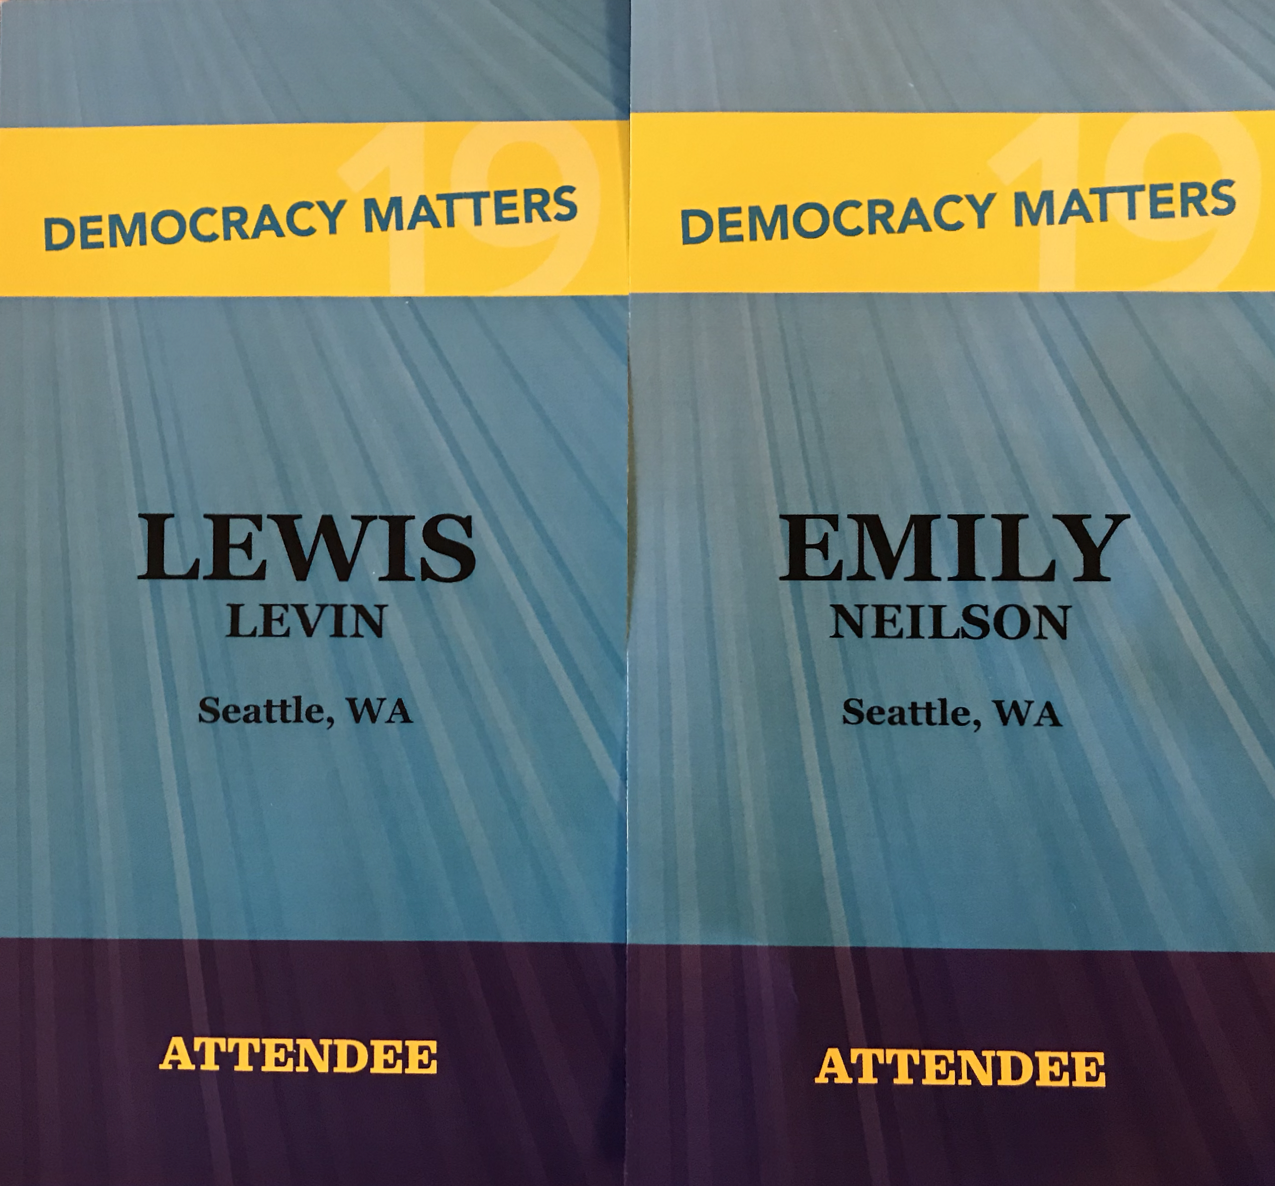 19
DEMOCRACY MATTERS
LEWIS
LEVIN
Seattle, WA
ATTENDEE
19
DEMOCRACY MATTERS
EMILY
NEILSON
Seattle, WA
ATTENDEE